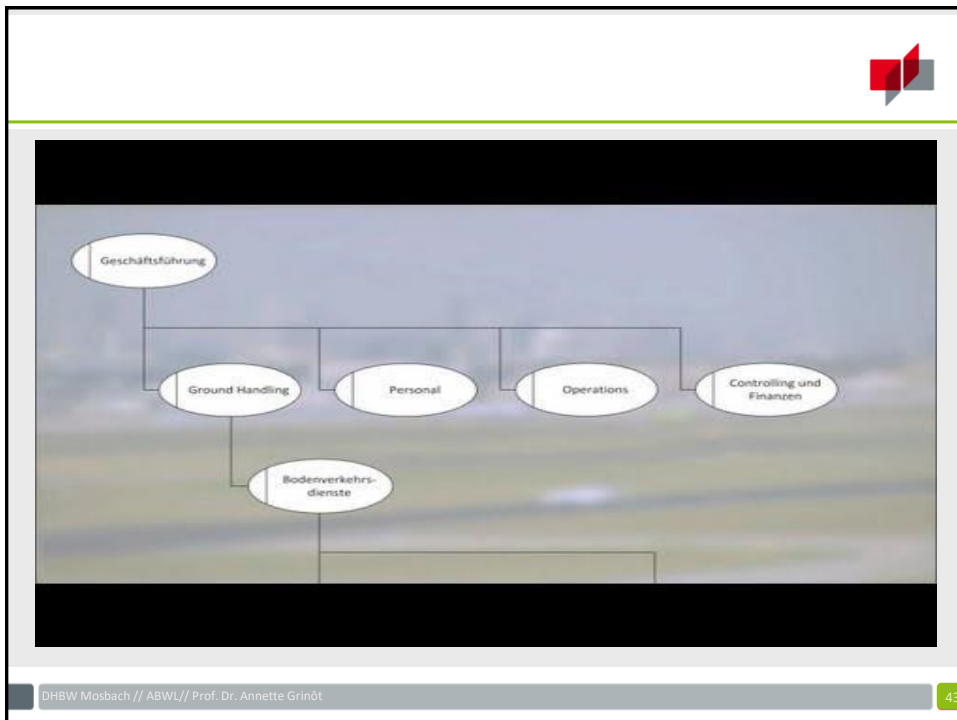 Geschäftsführung
Ground Handling
Personal
Operations
Controlling und
Finanzen
Bodenverkehrs-
dienste
DHBW Mosbach // ABWL// Prof. Dr. Annette Grinôt
43